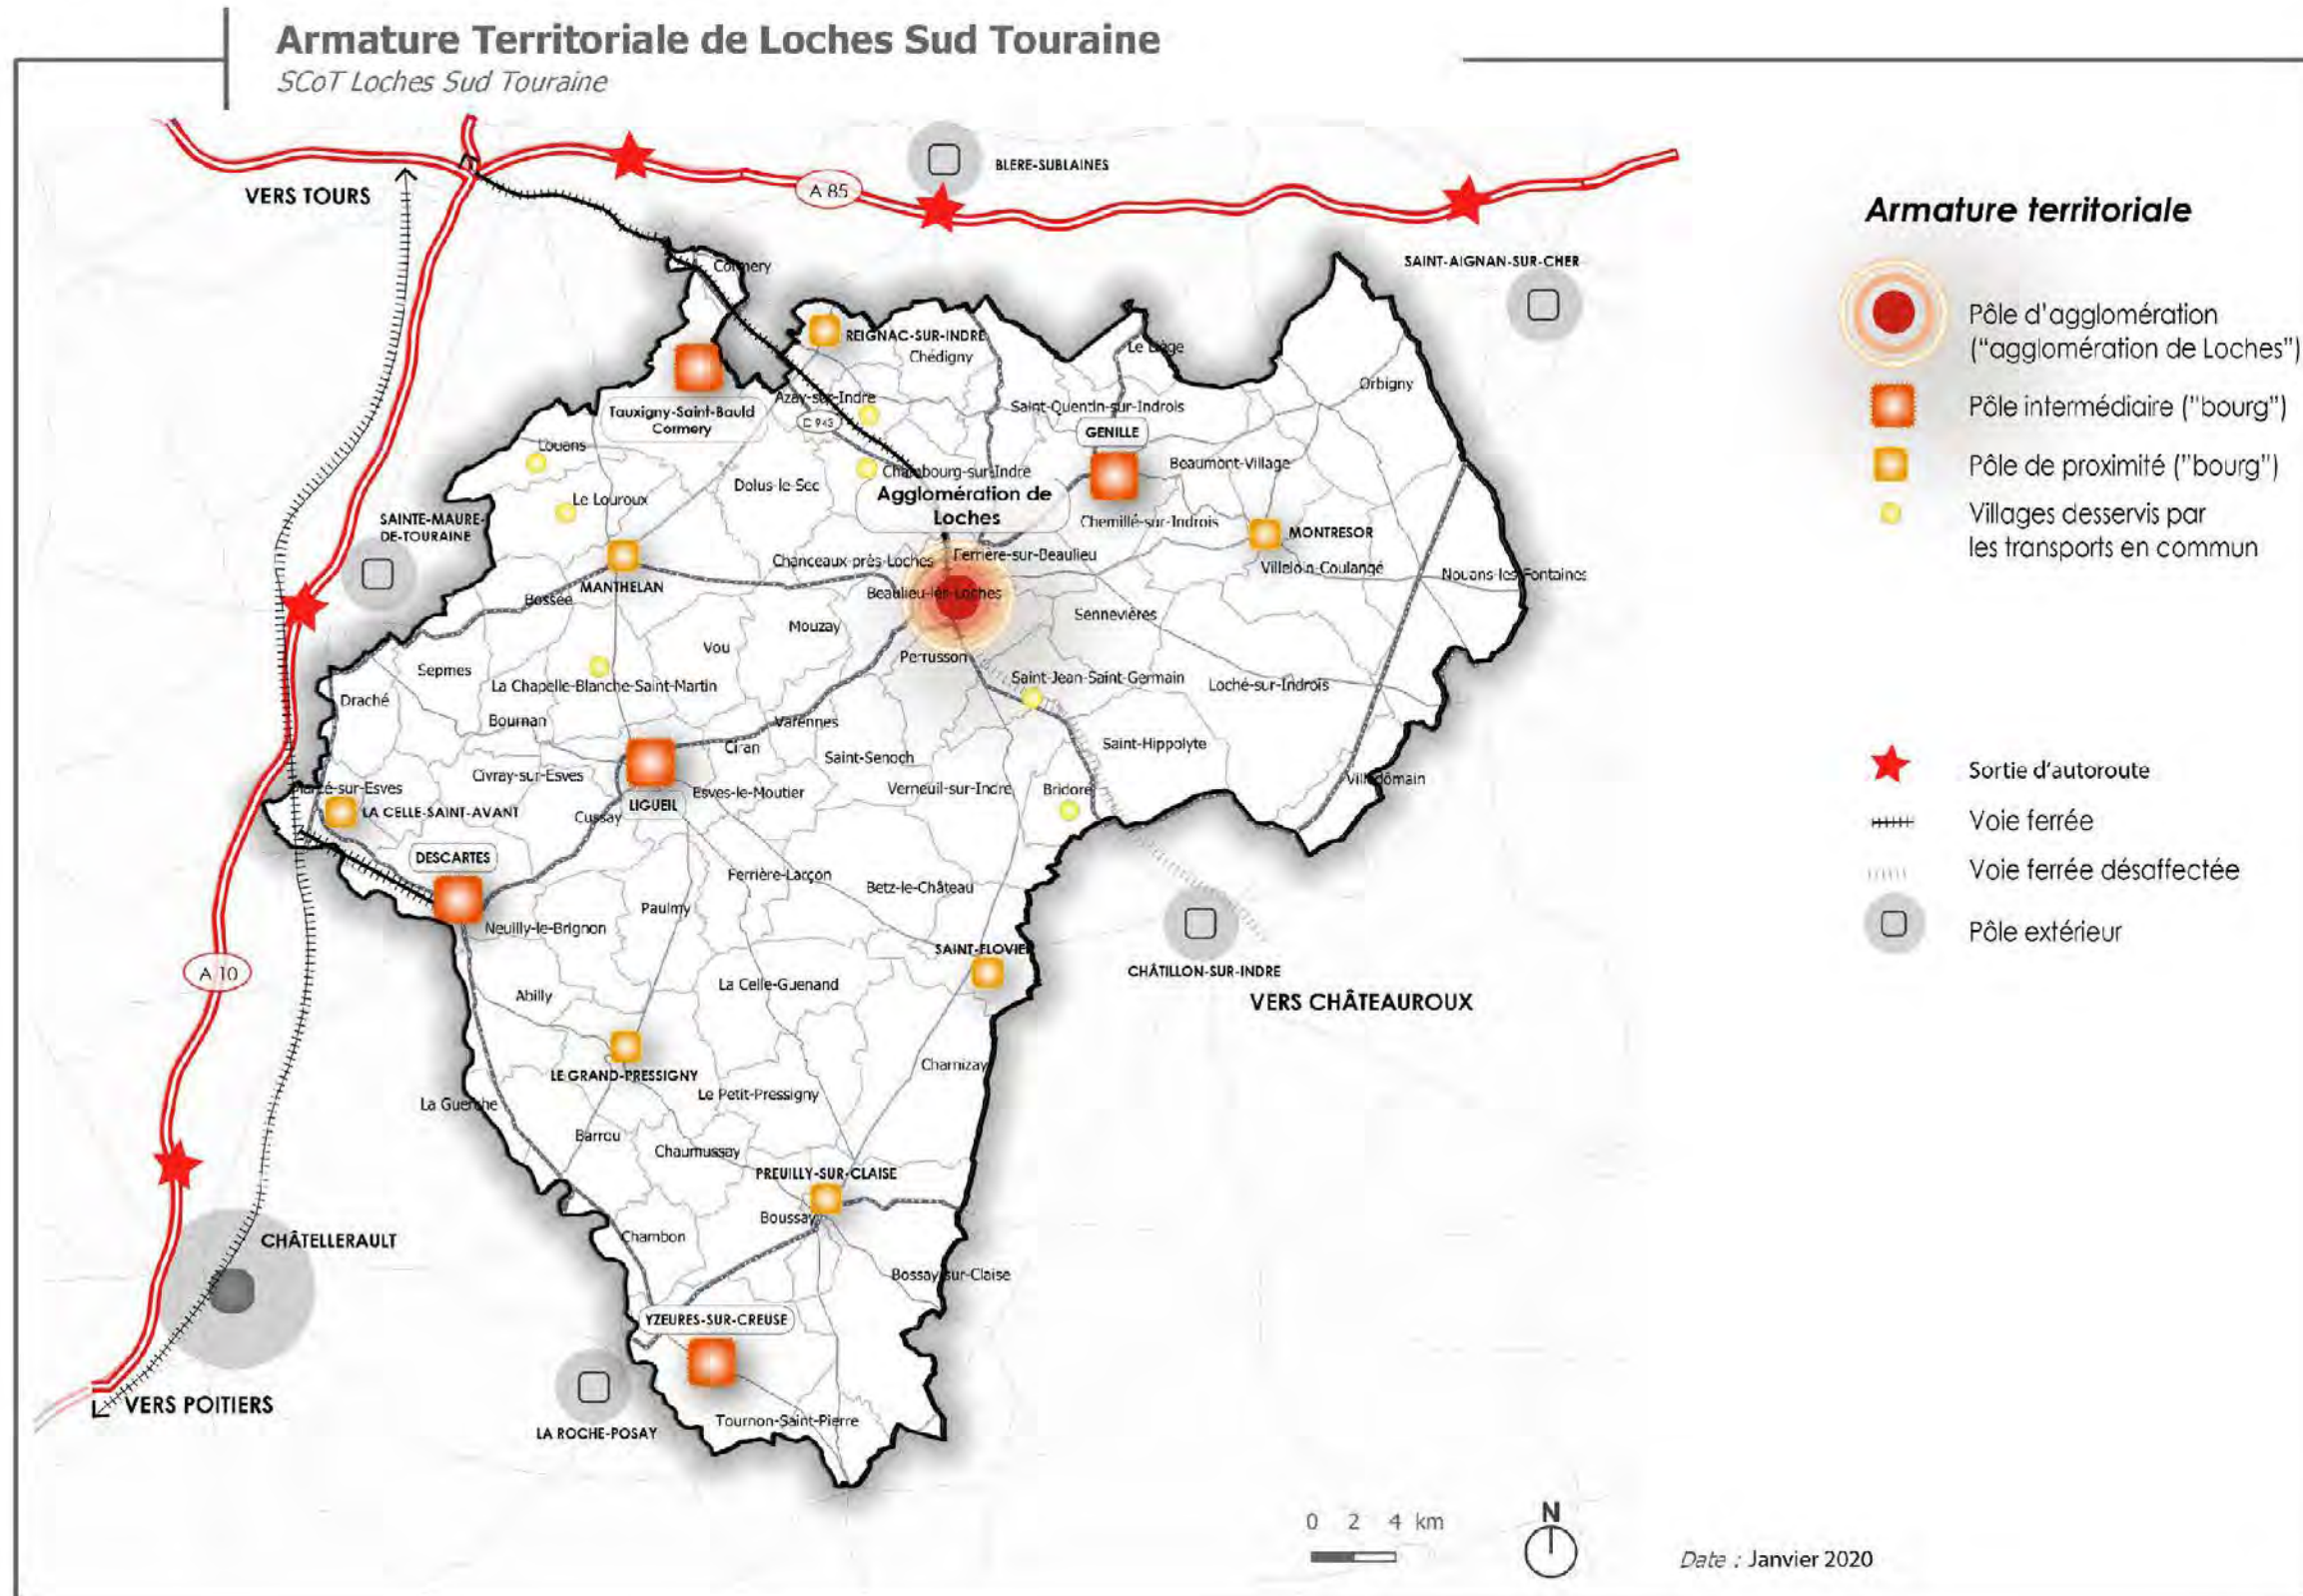 Armature Territoriale de Loches Sud Touraine
SCoT Loches Sud Touraine
VERS TOURS
A 85
BLERE-SUBLAINES
SAINT-AIGNAN-SUR-CHER
Cormery
REIGNAC-SUR-INDRE
Chédigny
Le Liège
Orbigny
Tauxigny-Saint-Bauld
Cormery
Azay-sur-Indre
Saint-Quentin-sur-Indrois
GENILLE
Louans
Chambourg-sur-Indre
Beaumont-Village
Dolus-le-Sec
Le Louroux
Agglomération de
Loches
Chemillé-sur-Indrois
MONTRESOR
SAINTE-MAURE-
DE-TOURAINE
Chanceaux-près-Loches
Ferrière-sur-Beaulieu
Villeloin-Coulangé
Nouans-les-Fontaines
MANTHELAN
Bossée
Beaulieu-lès-Loches
Sennevières
Mouzay
Vou
Perrusson
Sepmes
La Chapelle-Blanche-Saint-Martin
Saint-Jean-Saint-Germain
Loché-sur-Indrois
Draché
Bournan
Varennes
Ciran
Saint-Senoch
Saint-Hippolyte
Civray-sur-Esves
Villedômain
Marcé-sur-Esves
LIGUEIL
Esves-le-Moutier
Verneuil-sur-Indre
Bridoré
LA CELLE-SAINT-AVANT
Cussay
DESCARTES
Ferrière-Larçon
Betz-le-Château
Neuilly-le-Brignon
Paulmy
SAINT-FLOVIER
A 10
CHÂTILLON-SUR-INDRE
VERS CHÂTEAUROUX
Abilly
La Celle-Guenand
LE GRAND-PRESSIGNY
Charnizay
La Guerche
Le Petit-Pressigny
Barrou
Chaumussay
PREUILLY-SUR-CLAISE
Boussay
CHÂTELLERAULT
Chambon
Bossay-sur-Claise
YZEURES-SUR-CREUSE
VERS POITIERS
LA ROCHE-POSAY
Tournon-Saint-Pierre
Armature territoriale
Pôle d'agglomération
("agglomération de Loches")
Pôle intermédiaire ("bourg")
Pôle de proximité ("bourg")
Villages desservis par
les transports en commun
Sortie d'autoroute
Voie ferrée
Voie ferrée désaffectée
Pôle extérieur
0 2 4 km
N
Date : Janvier 2020